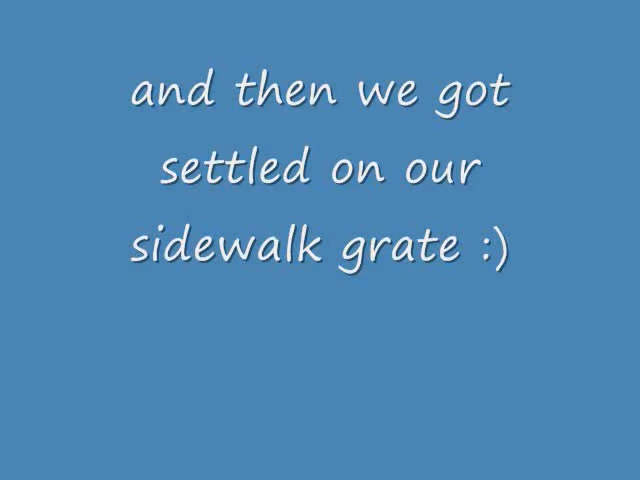 and then we got
settled on our
sidewalk grate :)